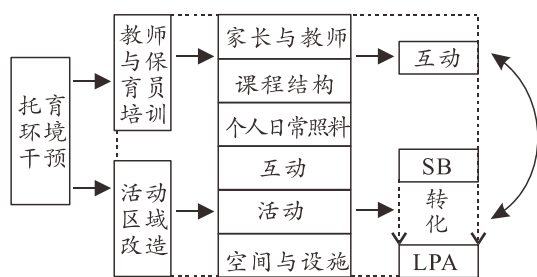 托育
环境
干预
教师
与保
育员
培训
活动
区域
改造
家长与教师
课程结构
个人日常照料
互动
活动
空间与设施
互动
SB
转化
LPA